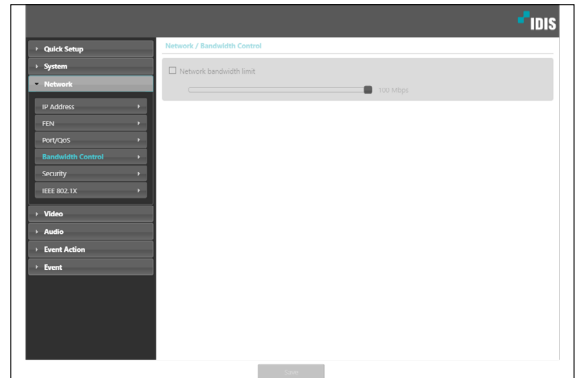 IDIS
Quick Setup
System
Network
IP Address
FEN
Port/QoS
Bandwidth Control
Security
IEEE 802.1X
Video
Audio
Event Action
Event
Network / Bandwidth Control
Network bandwidth limit
100 Mbps
Save